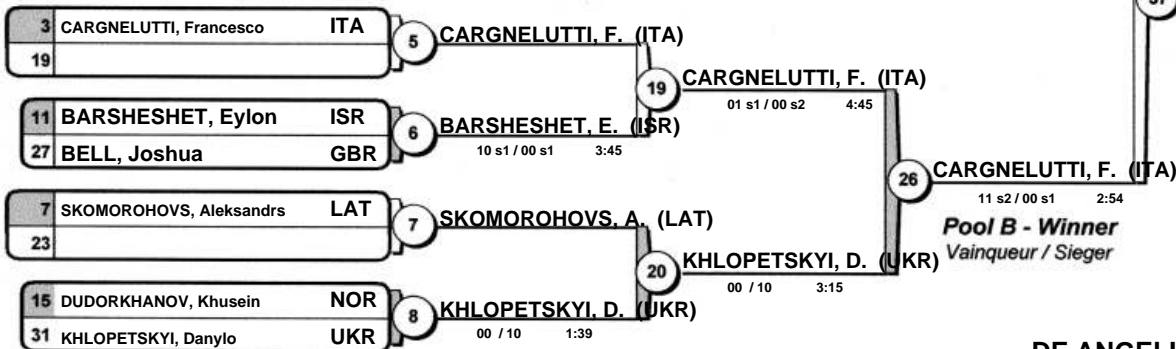 3 CARGNELUTTI, Francesco ITA
19
5
CARGNELUTTI, F. (ITA)
11 BARSHESHET, Eylon ISR
27 BELL, Joshua GBR
6
BARSHESHET, E. (ISR)
10 s1 / 00 s1 3:45
19
CARGNELUTTI, F. (ITA)
01 s1 / 00 s2 4:45
7 SKOMOROHOVS, Aleksandrs LAT
23
7
SKOMOROHOVS, A. (LAT)
15 DUDORKHANOV, Khusein NOR
31 KHLOPETSKYI, Danylo UKR
8
KHLOPETSKYI, D. (UKR)
00 / 10 1:39
20
KHLOPETSKYI, D. (UKR)
00 / 10 3:15
26
CARGNELUTTI, F. (ITA)
11 s2 / 00 s1 2:54
Pool B - Winner
Vainqueur / Sieger